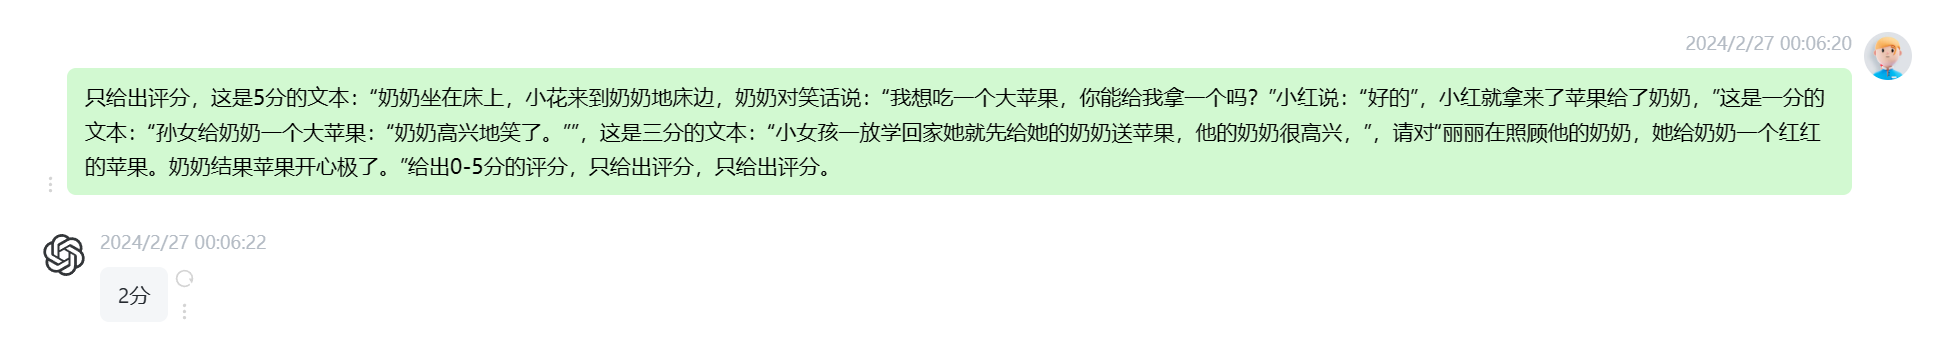 2024/2/27 00:06:20
只给出评分，这是5分的文本：“奶奶坐在床上，小花来到奶奶地床边，奶奶对笑话说：“我想吃一个大苹果，你能给我拿一个吗？”小红说：“好的”，小红就拿来了苹果给了奶奶，”这是一分的
文本：“孙女给奶奶一个大苹果：“奶奶高兴地笑了。””，这是三分的文本：“小女孩一放学回家她就先给她的奶奶送苹果，他的奶奶很高兴，”，请对“丽丽在照顾他的奶奶，她给奶奶一个红红
的苹果。奶奶结果苹果开心极了。”给出0-5分的评分，只给出评分，只给出评分。
2024/2/27 00:06:22
2分